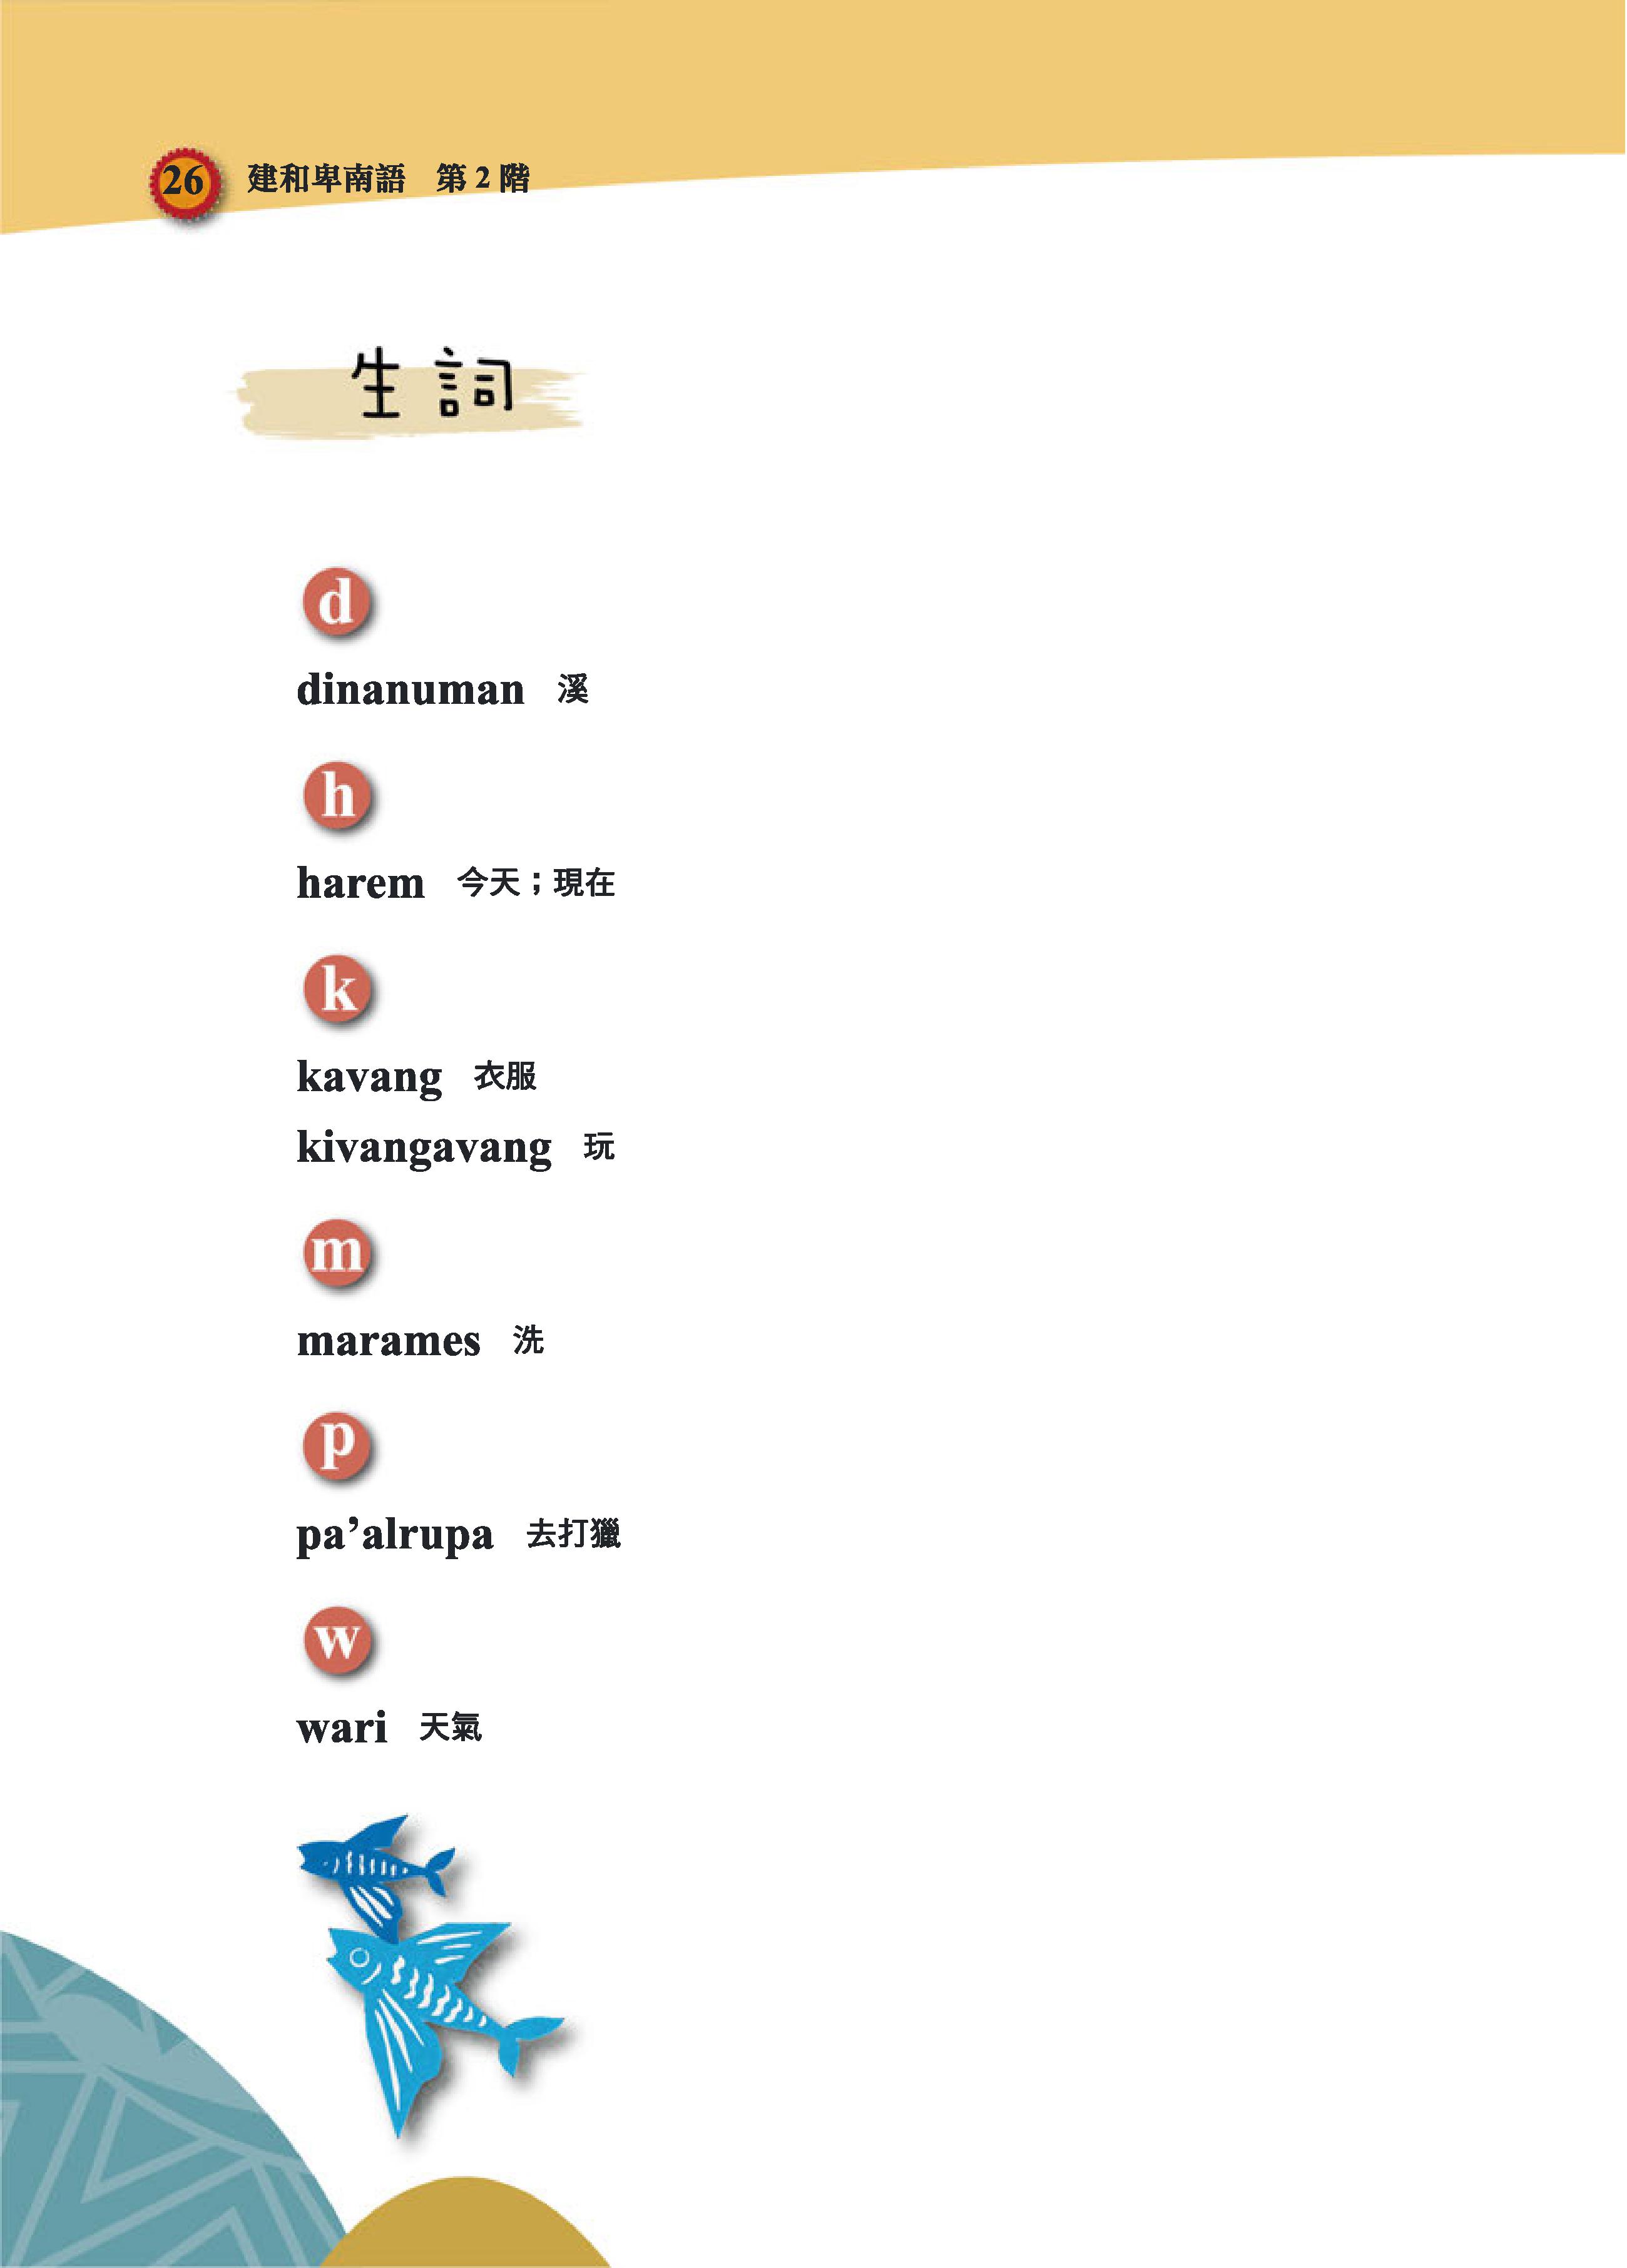 26 建和卑南語 第2階
生詞
d
dinanuman 溪
h
harem 今天；現在
k
kavang 衣服
kivangavang 玩
m
marames 洗
p
pa’alrupa 去打獵
w
wari 天氣